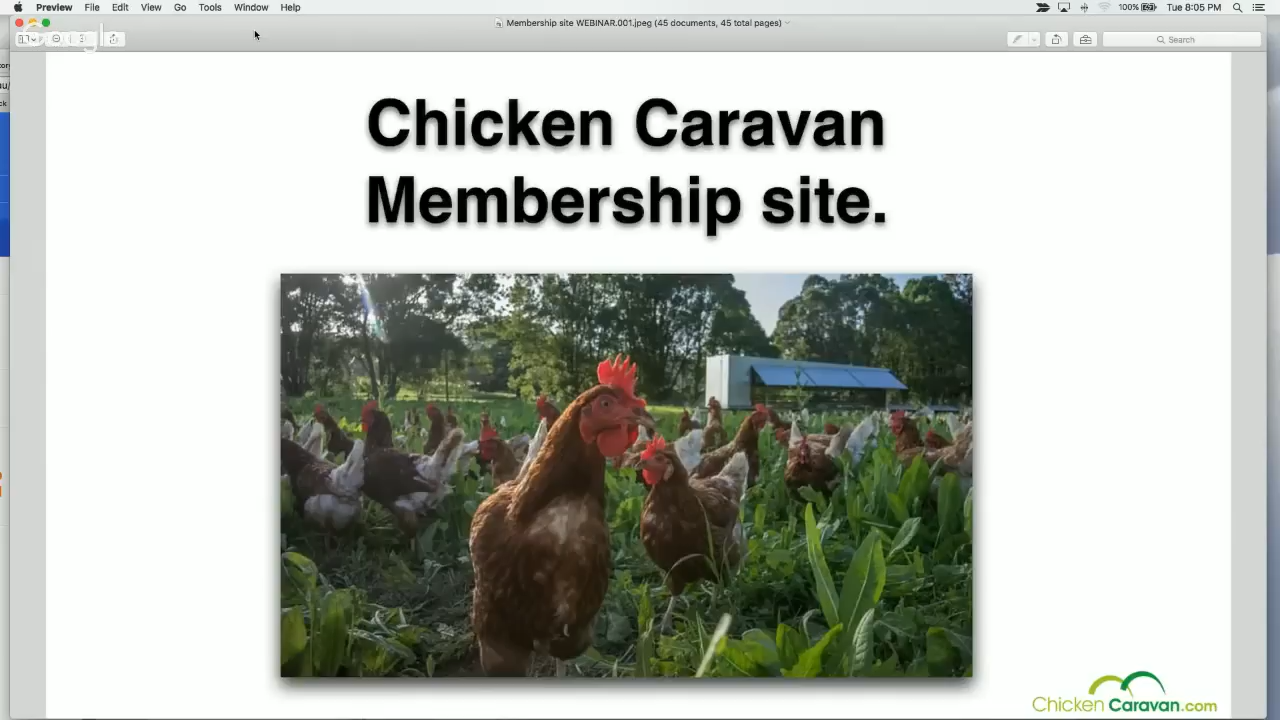 Preview File Edit View Go Tools Window Help
100% Tue 8:05 PM
Membership site WEBINAR.001.jpeg (45 documents, 45 total pages)
Search
Chicken Caravan
Membership site.
ChickenCaravan.com